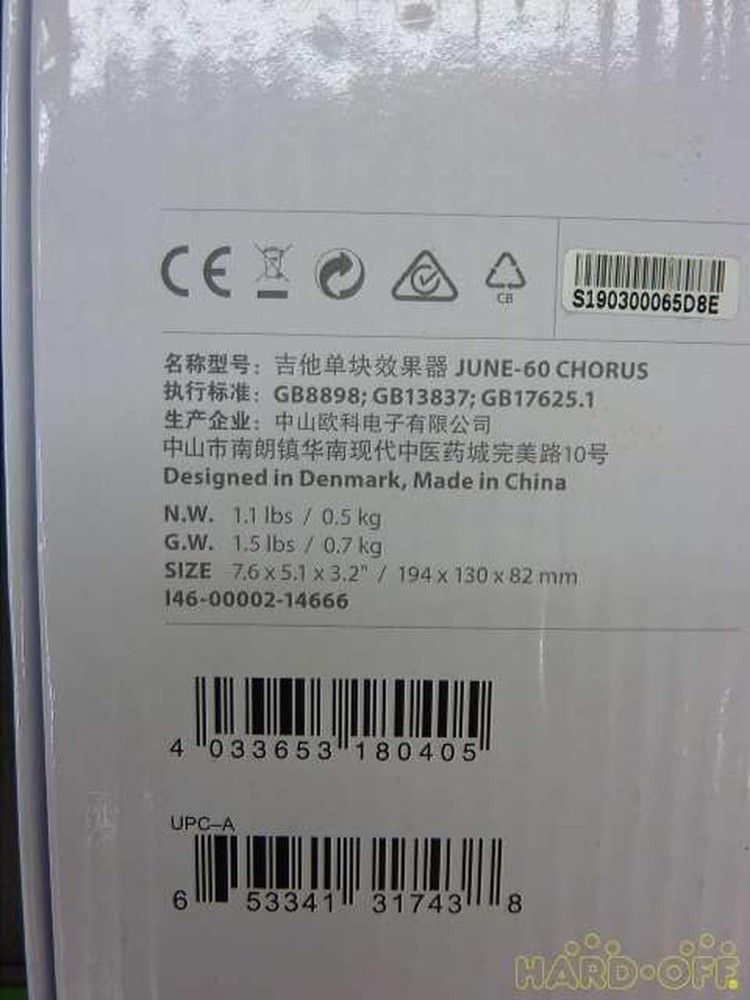 CE
CB
S190300065D8E
名称型号：吉他单块效果器 JUNE-60 CHORUS
执行标准：GB8898; GB13837; GB17625.1
生产企业：中山欧科电子有限公司
中山市南朗镇华南现代中医药城完美路10号
Designed in Denmark, Made in China
N.W. 1.1 lbs / 0.5 kg
G.W. 1.5 lbs / 0.7 kg
SIZE 7.6 x 5.1 x 3.2" / 194 x 130 x 82 mm
I46-00002-14666
4 033653 180405
UPC-A
6 53341 31743 8
HARD-OFF